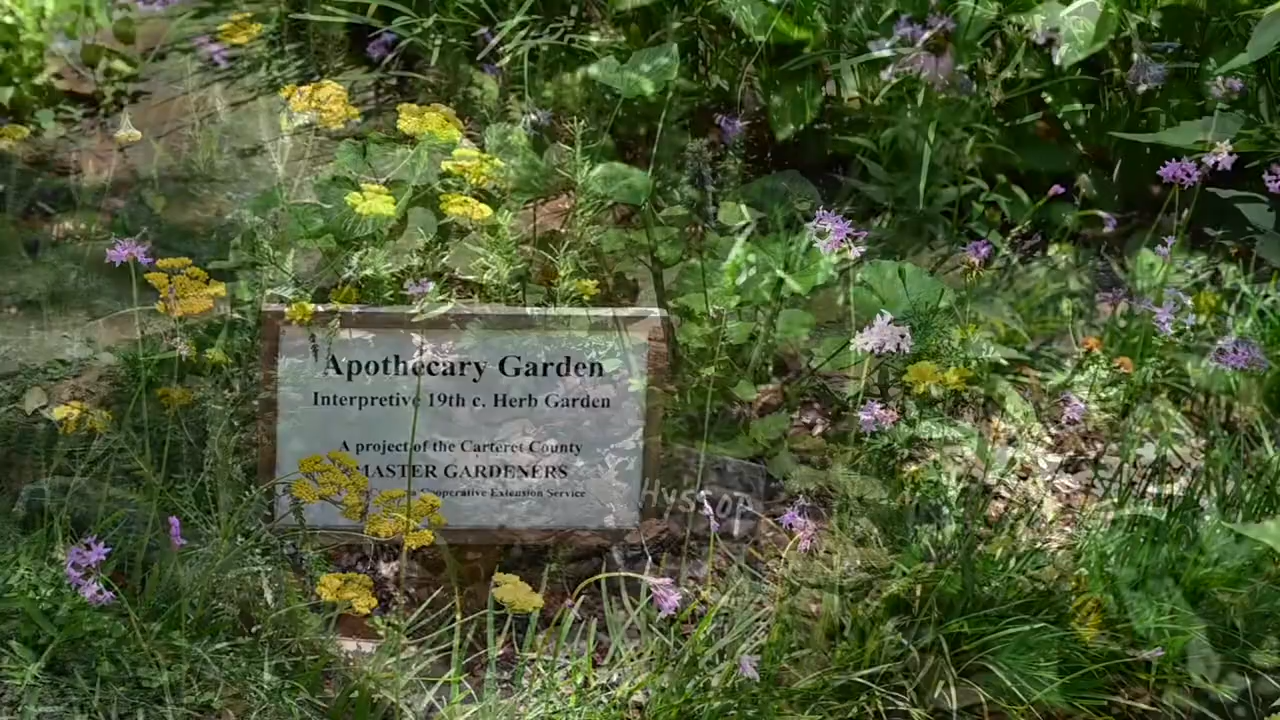 Apothecary Garden
Interpretive 19th c. Herb Garden
A project of the Carteret County
MASTER GARDENERS
Cooperative Extension Service
Hyssop